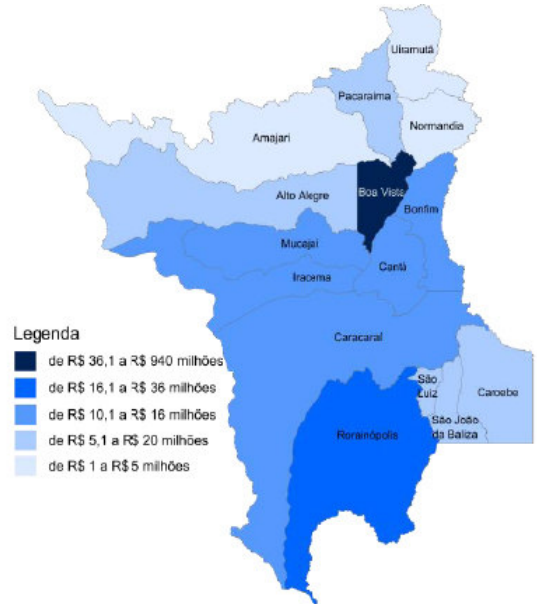 Uiramutã
Pacaraima
Normandia
Amajari
Boa Vista
Alto Alegre
Bonfim
Mucajaí
Cantá
Iracema
Caracaraí
Legenda
de R$ 36,1 a R$ 940 milhões
de R$ 16,1 a R$ 36 milhões
de R$ 10,1 a R$ 16 milhões
de R$ 5,1 a R$ 20 milhões
de R$ 1 a R$ 5 milhões
São
Luiz
Caroebe
São João
da Baliza
Rorainópolis